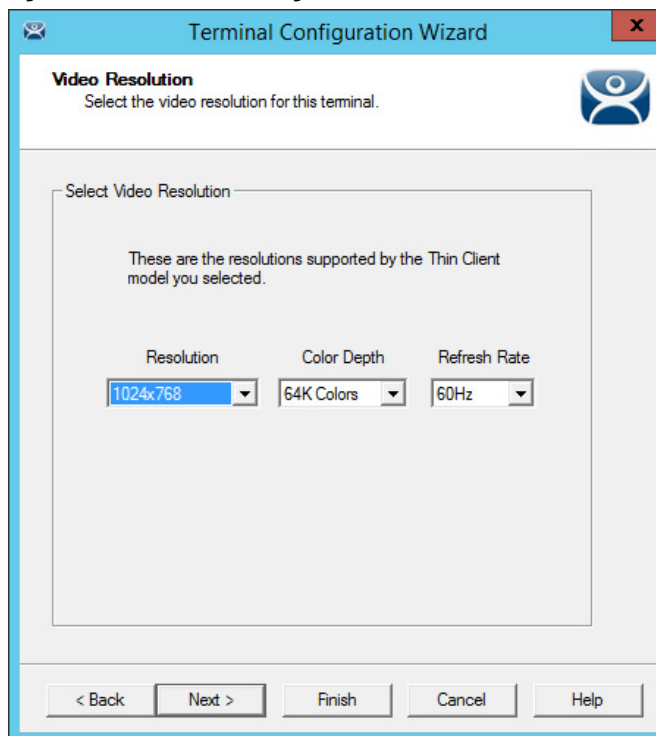 Terminal Configuration Wizard
x
Video Resolution
Select the video resolution for this terminal.
Select Video Resolution
These are the resolutions supported by the Thin Client
model you selected.
Resolution Color Depth Refresh Rate
1024x768 64K Colors 60Hz
< Back Next > Finish Cancel Help